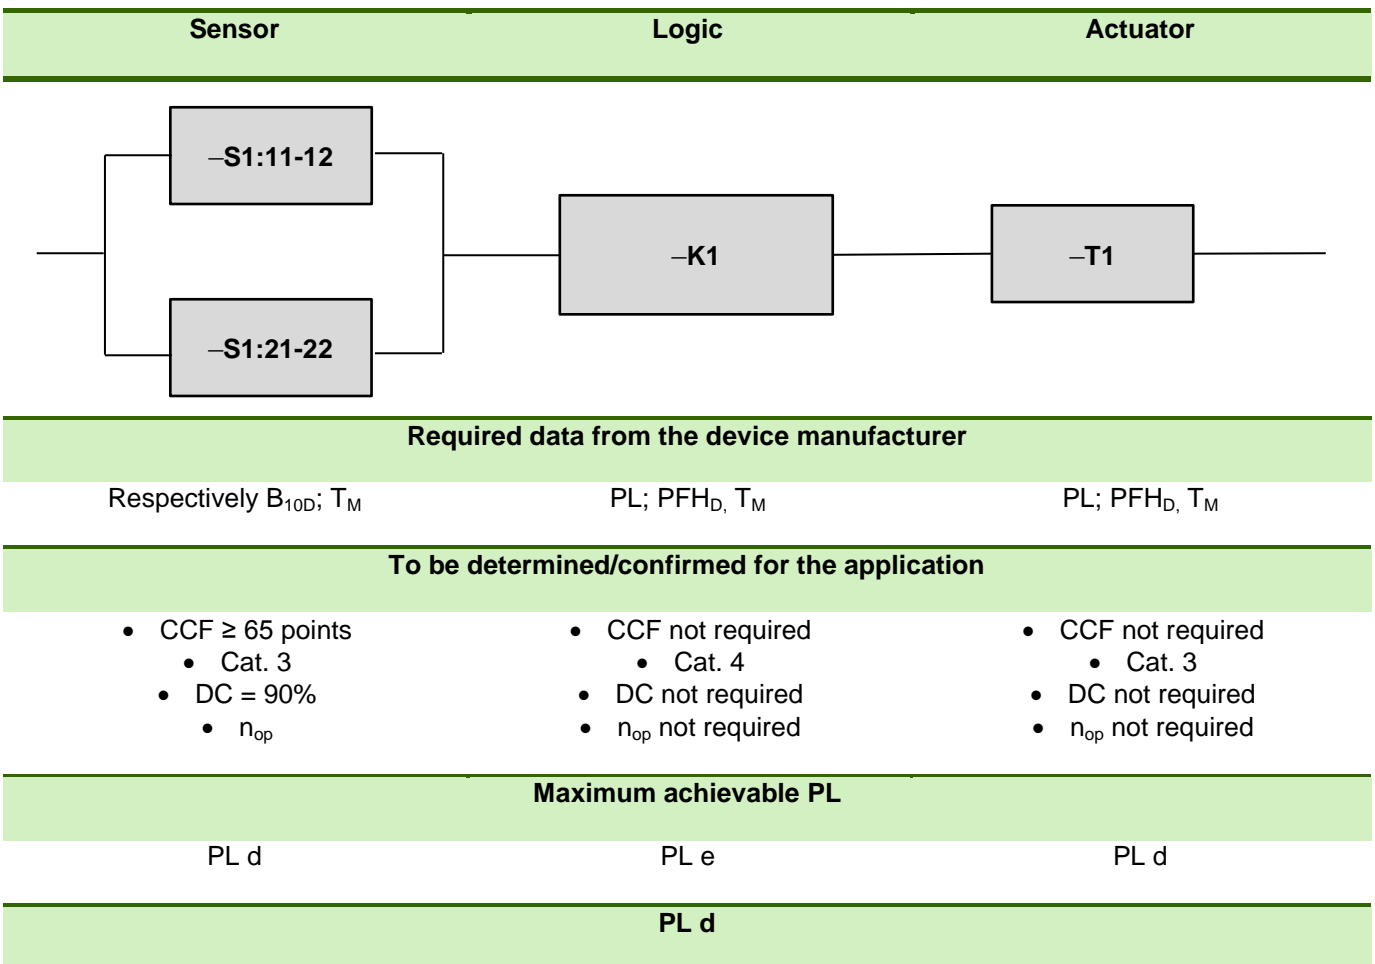 Sensor Logic Actuator
–S1:11-12
–K1 –T1
–S1:21-22
Required data from the device manufacturer
Respectively B10D; TM PL; PFHD, TM PL; PFHD, TM
To be determined/confirmed for the application
• CCF ≥ 65 points • CCF not required • CCF not required
• Cat. 3 • Cat. 4 • Cat. 3
• DC = 90% • DC not required • DC not required
• nop • nop not required • nop not required
Maximum achievable PL
PL d PL e PL d
PL d